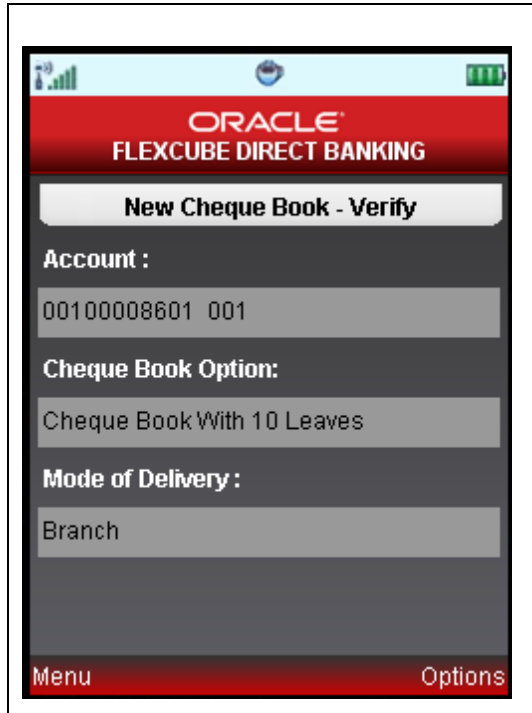 ORACLE
FLEXCUBE DIRECT BANKING
New Cheque Book - Verify
Account :
00100008601 001
Cheque Book Option:
Cheque Book With 10 Leaves
Mode of Delivery :
Branch
Menu Options